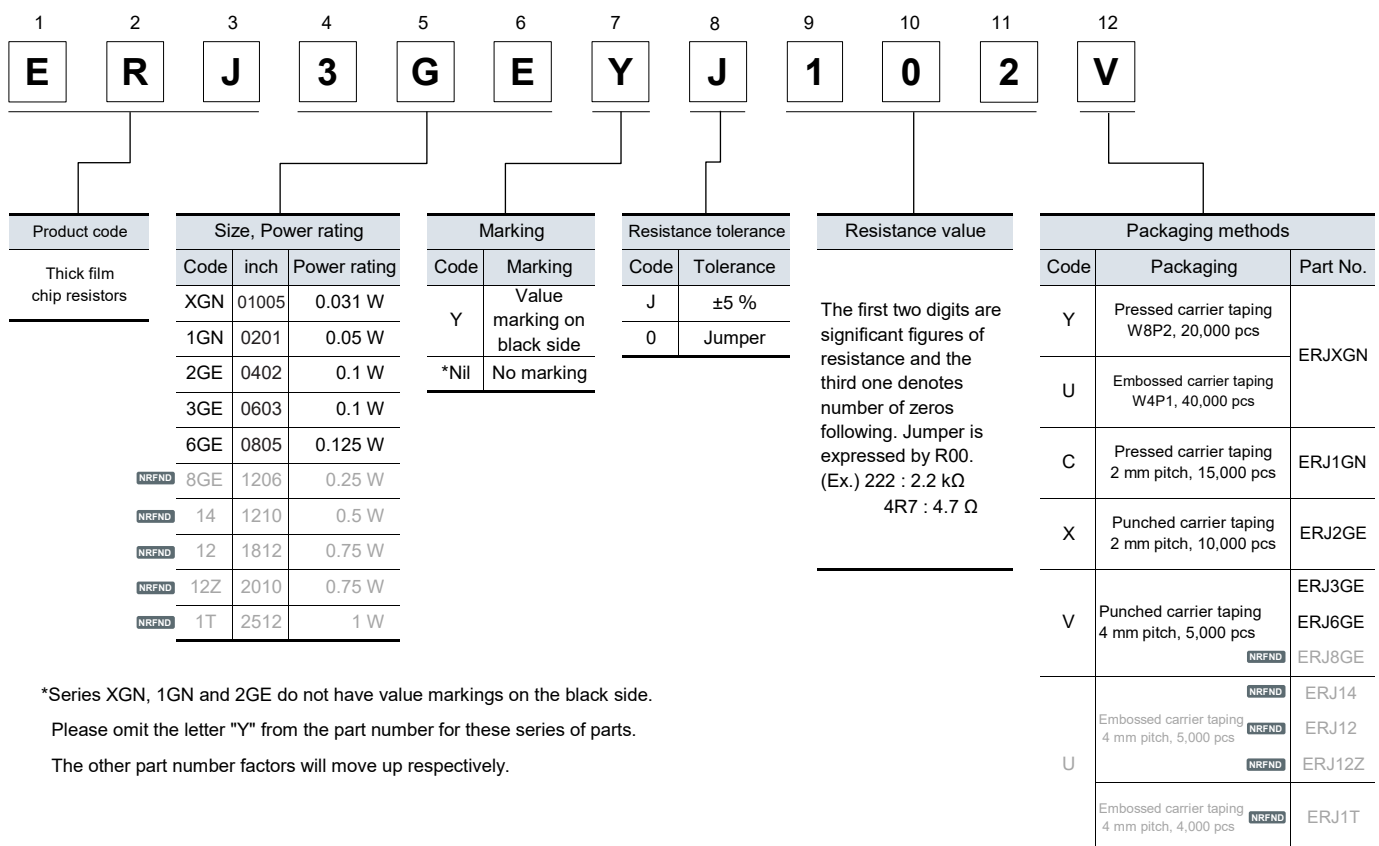 1 2 3 4 5 6 7 8 9 10 11 12
E R J 3 G E Y J 1 0 2 V
Product code
Thick film
chip resistors
Size, Power rating
Code inch Power rating
XGN 01005 0.031 W
1GN 0201 0.05 W
2GE 0402 0.1 W
3GE 0603 0.1 W
6GE 0805 0.125 W
NRFND 8GE 1206 0.25 W
NRFND 14 1210 0.5 W
NRFND 12 1812 0.75 W
NRFND 12Z 2010 0.75 W
NRFND 1T 2512 1 W
Marking
Code Marking
Y
Value
marking on
black side
*Nil No marking
Resistance tolerance
Code Tolerance
J ±5 %
0 Jumper
Resistance value
The first two digits are
significant figures of
resistance and the
third one denotes
number of zeros
following. Jumper is
expressed by R00.
(Ex.) 222 : 2.2 kΩ
4R7 : 4.7 Ω
Packaging methods
Code Packaging Part No.
Y
Pressed carrier taping
W8P2, 20,000 pcs
ERJXGN
U
Embossed carrier taping
W4P1, 40,000 pcs
C
Pressed carrier taping
2 mm pitch, 15,000 pcs
ERJ1GN
X
Punched carrier taping
2 mm pitch, 10,000 pcs
ERJ2GE
V
Punched carrier taping
4 mm pitch, 5,000 pcs
ERJ3GE
ERJ6GE
NRFND ERJ8GE
U
Embossed carrier taping
4 mm pitch, 5,000 pcs
NRFND ERJ14
NRFND ERJ12
NRFND ERJ12Z
Embossed carrier taping
4 mm pitch, 4,000 pcs
NRFND ERJ1T
*Series XGN, 1GN and 2GE do not have value markings on the black side.
Please omit the letter "Y" from the part number for these series of parts.
The other part number factors will move up respectively.